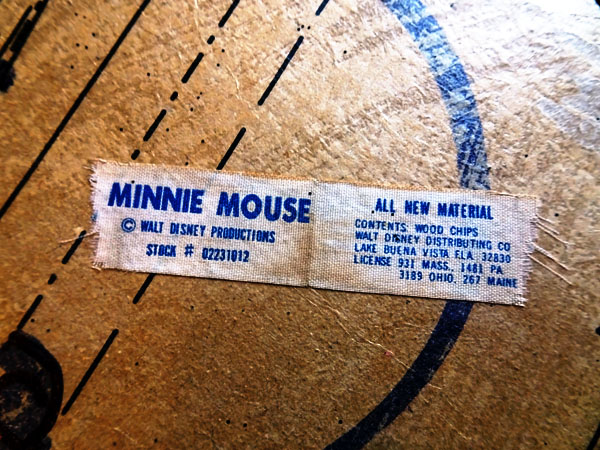 MINNIE MOUSE
© WALT DISNEY PRODUCTIONS
STOCK # 02231012
ALL NEW MATERIAL
CONTENTS WOOD CHIPS
WALT DISNEY DISTRIBUTING CO
LAKE BUENA VISTA FLA. 32830
LICENSE 931 MASS. 1481 PA
3189 OHIO, 267 MAINE